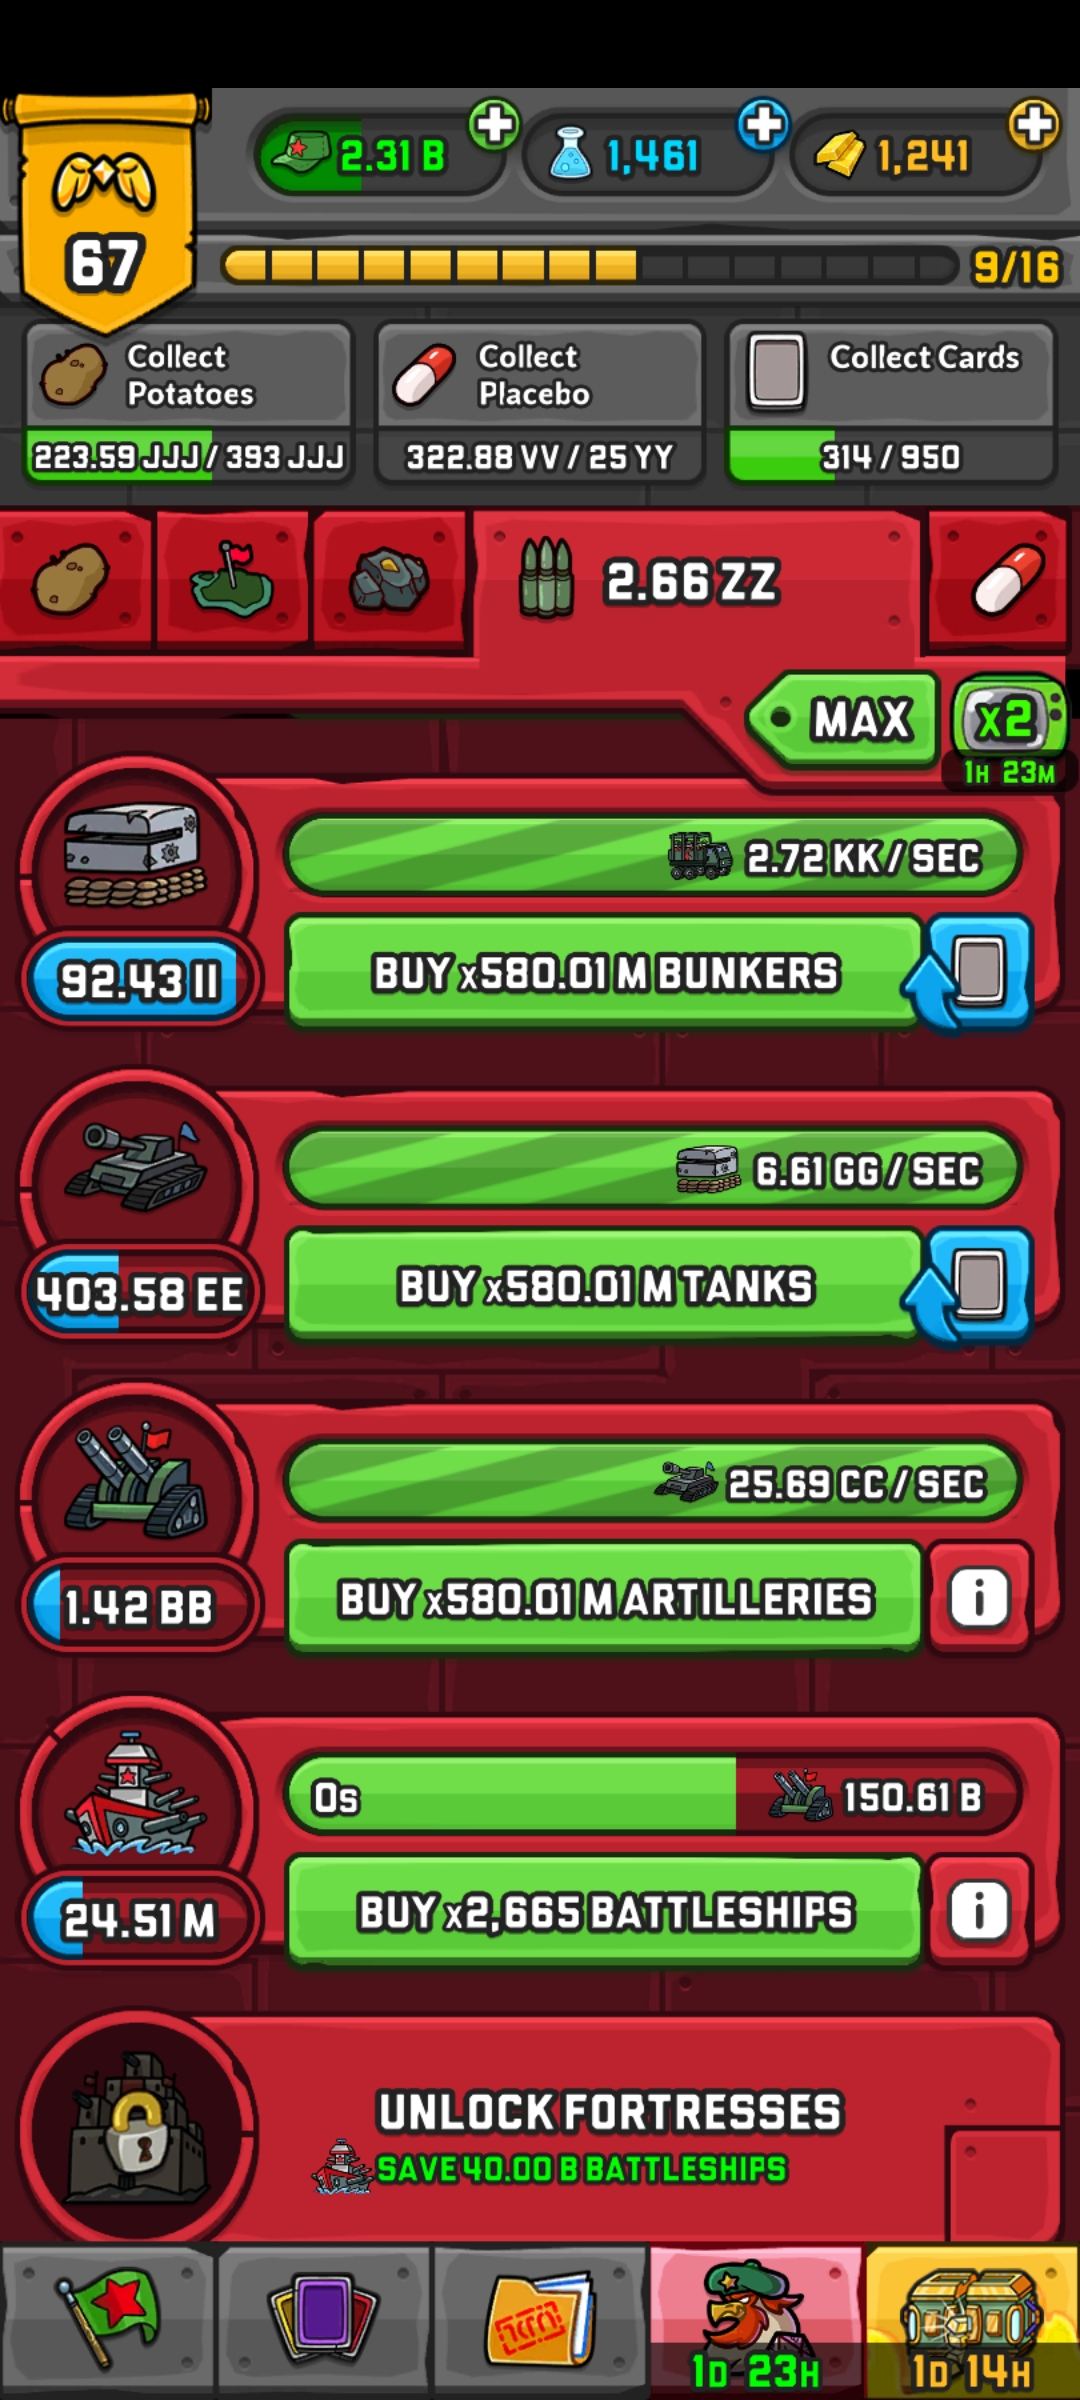 67
2.31 B
1,461
1,241
9/16
Collect
Potatoes
223.59 JJJ / 393 JJJ
Collect
Placebo
322.88 VV / 25 YY
Collect Cards
314 / 950
2.66 ZZ
MAX
x2
1H 23M
2.72 KK / SEC
92.43 II
BUY x580.01 M BUNKERS
6.61 GG / SEC
403.58 EE
BUY x580.01 M TANKS
25.69 CC / SEC
1.42 BB
BUY x580.01 M ARTILLERIES
i
0s
150.61 B
24.51 M
BUY x2,665 BATTLESHIPS
i
UNLOCK FORTRESSES
SAVE 40.00 B BATTLESHIPS
1D 23H
1D 14H